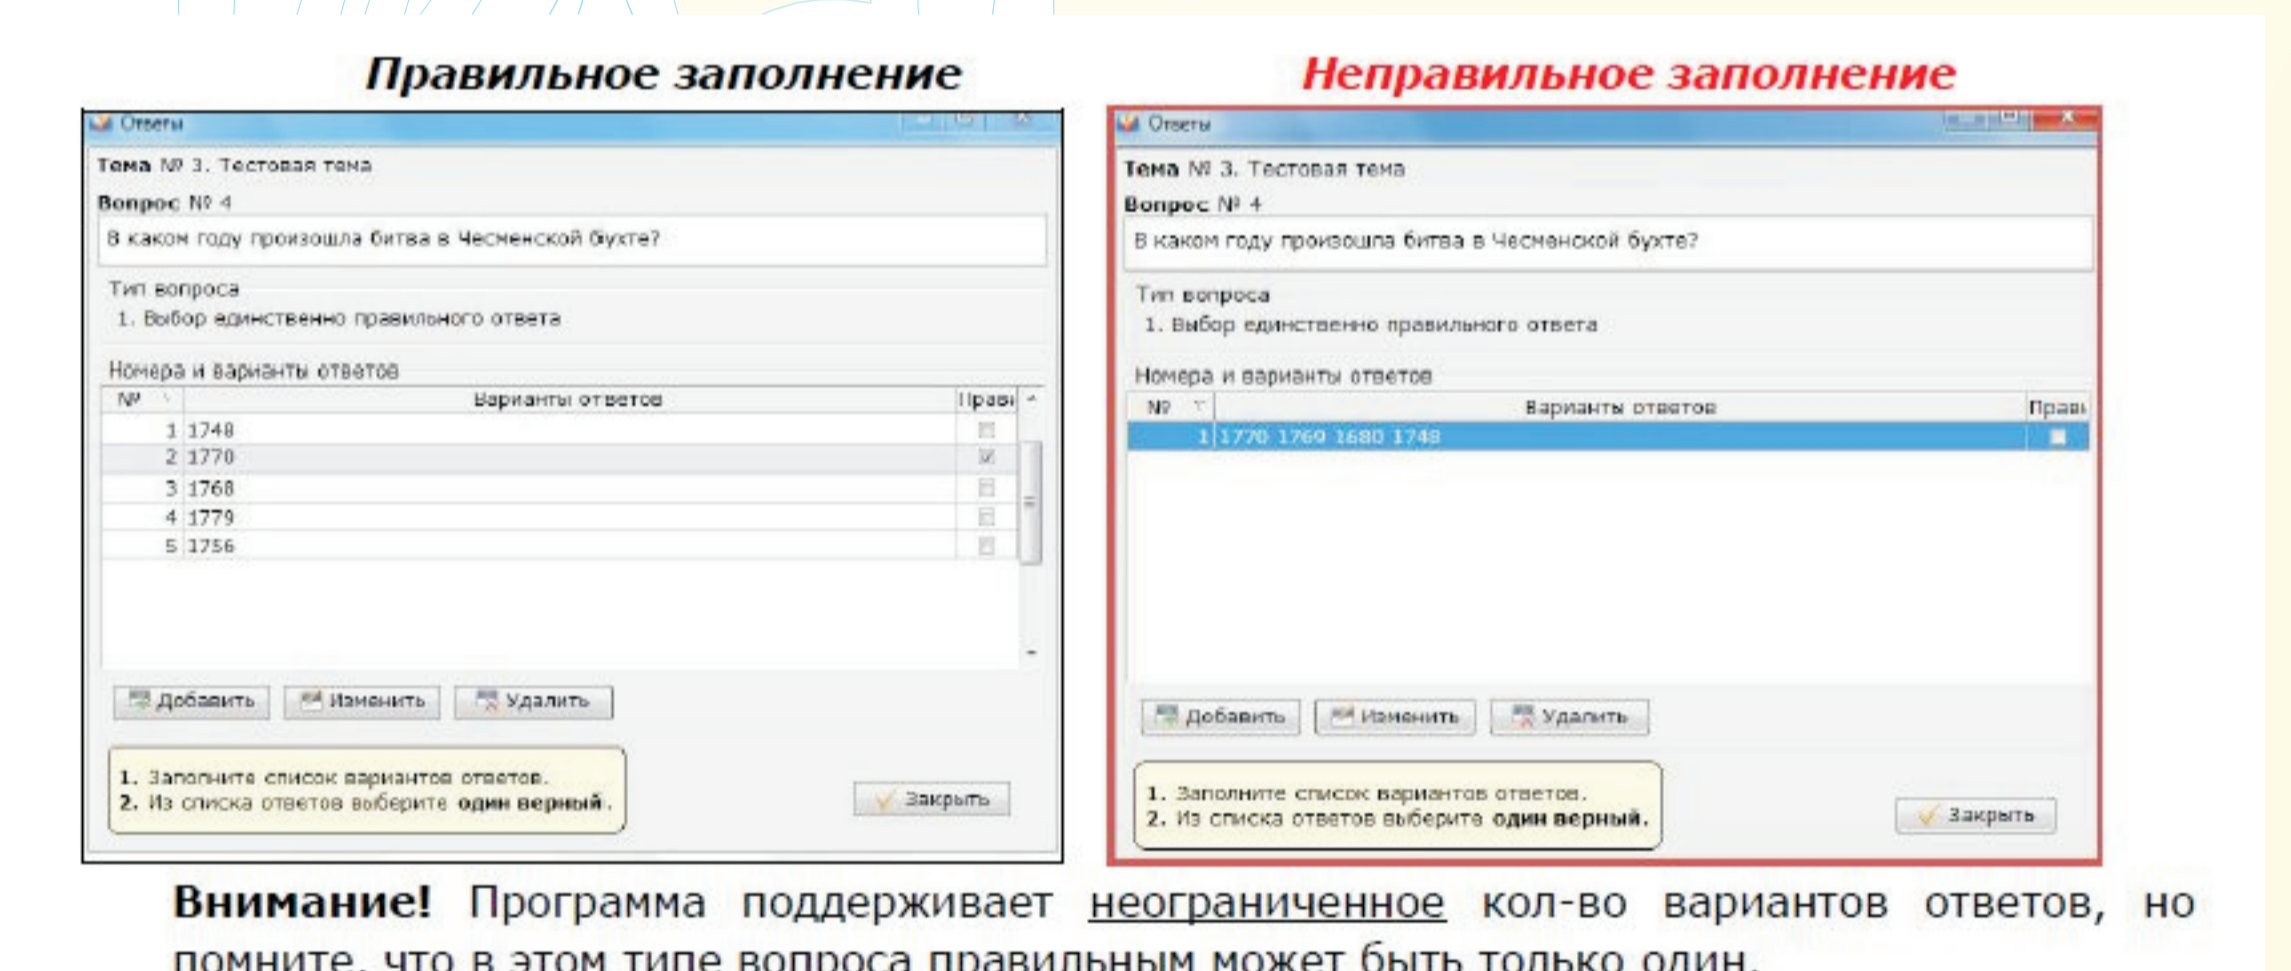 Правильное заполнение
Ответы
Тема № 3. Тестовая тема
Вопрос № 4
В каком году произошла битва в Чесменской бухте?
Тип вопроса
1. Выбор единственно правильного ответа
Номера и варианты ответов
№ Варианты ответов Прави
1 1748
2 1770
3 1768
4 1779
5 1756
Добавить Изменить Удалить
1. Заполните список вариантов ответов.
2. Из списка ответов выберите один верный.
Закрыть
Неправильное заполнение
Ответы
Тема № 3. Тестовая тема
Вопрос № 4
В каком году произошла битва в Чесменской бухте?
Тип вопроса
1. Выбор единственно правильного ответа
Номера и варианты ответов
№ Варианты ответов Правь
1 1770 1769 1680 1748
Добавить Изменить Удалить
1. Заполните список вариантов ответов.
2. Из списка ответов выберите один верный.
Закрыть
Внимание! Программа поддерживает неограниченное кол-во вариантов ответов, но
помните, что в этом типе вопроса правильным может быть только один.